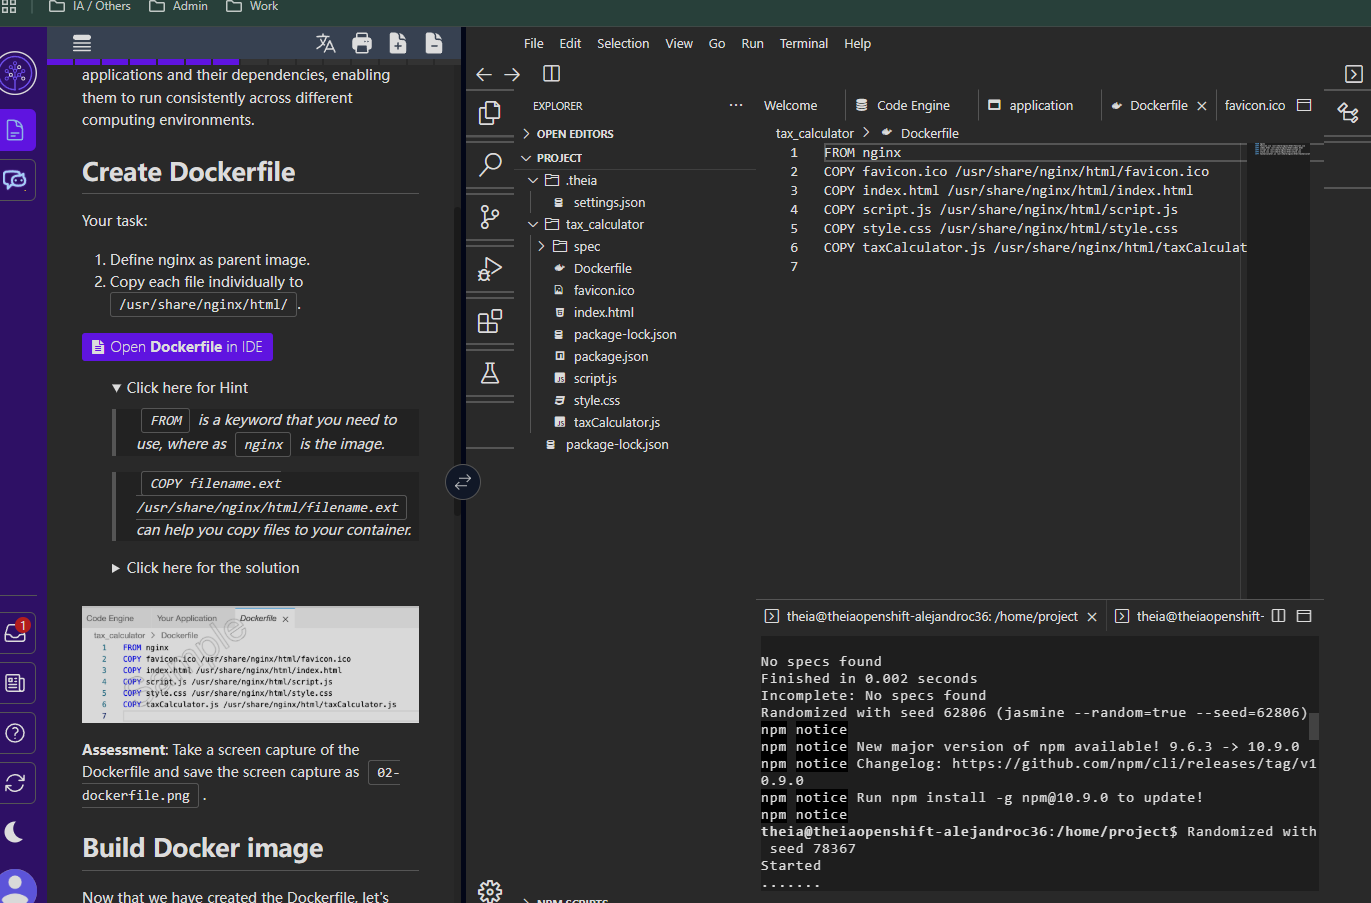 IA / Others
Admin
Work
applications and their dependencies, enabling
them to run consistently across different
computing environments.
Create Dockerfile
Your task:
1. Define nginx as parent image.
2. Copy each file individually to
/usr/share/nginx/html/ .
Open Dockerfile in IDE
▼ Click here for Hint
FROM is a keyword that you need to
use, where as nginx is the image.
COPY filename.ext
/usr/share/nginx/html/filename.ext
can help you copy files to your container.
▶ Click here for the solution
Code Engine Your Application Dockerfile ×
tax_calculator > Dockerfile
1 FROM nginx
2 COPY favicon.ico /usr/share/nginx/html/favicon.ico
3 COPY index.html /usr/share/nginx/html/index.html
4 COPY script.js /usr/share/nginx/html/script.js
5 COPY style.css /usr/share/nginx/html/style.css
6 COPY taxCalculator.js /usr/share/nginx/html/taxCalculator.js
7
Sample
Assessment: Take a screen capture of the
Dockerfile and save the screen capture as 02-
dockerfile.png .
Build Docker image
Now that we have created the Dockerfile, let's
1
File Edit Selection View Go Run Terminal Help
EXPLORER ...
> OPEN EDITORS
PROJECT
.theia
settings.json
tax_calculator
> spec
Dockerfile
favicon.ico
index.html
package-lock.json
package.json
script.js
style.css
taxCalculator.js
package-lock.json
NPM SCRIPTS
Welcome Code Engine application Dockerfile × favicon.ico
tax_calculator > Dockerfile
1 FROM nginx
2 COPY favicon.ico /usr/share/nginx/html/favicon.ico
3 COPY index.html /usr/share/nginx/html/index.html
4 COPY script.js /usr/share/nginx/html/script.js
5 COPY style.css /usr/share/nginx/html/style.css
6 COPY taxCalculator.js /usr/share/nginx/html/taxCalculat
7
theia@theiaopenshift-alejandroc36: /home/project × theia@theiaopenshift-
No specs found
Finished in 0.002 seconds
Incomplete: No specs found
Randomized with seed 62806 (jasmine --random=true --seed=62806)
npm notice
npm notice New major version of npm available! 9.6.3 -> 10.9.0
npm notice Changelog: https://github.com/npm/cli/releases/tag/v1
0.9.0
npm notice Run npm install -g npm@10.9.0 to update!
npm notice
theia@theiaopenshift-alejandroc36:/home/project$ Randomized with
seed 78367
Started
.......